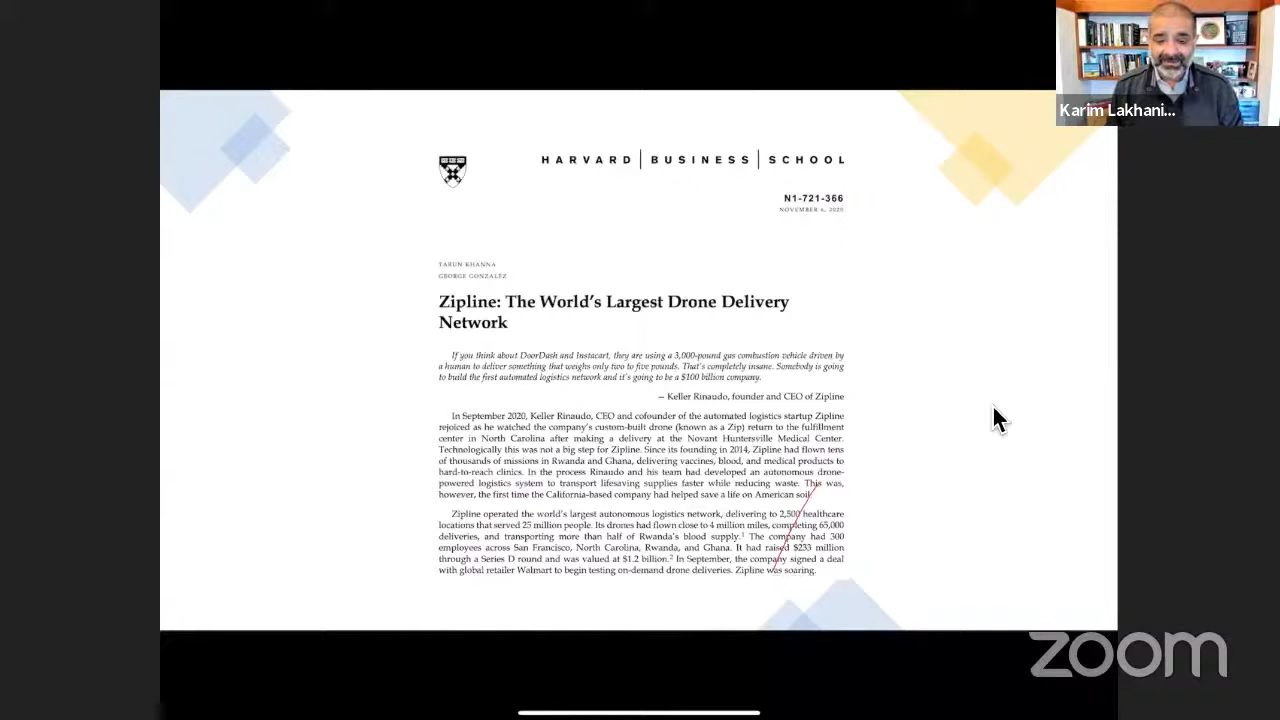 Karim Lakhani...
HARVARD | BUSINESS | SCHOOL
N1-721-366
NOVEMBER 6, 2020
TARUN KHANNA
GEORGE GONZALEZ
Zipline: The World's Largest Drone Delivery
Network
If you think about DoorDash and Instacart, they are using a 3,000-pound gas combustion vehicle driven by
a human to deliver something that weighs only two to five pounds. That's completely insane. Somebody is going
to build the first automated logistics network and it's going to be a $100 billion company.
— Keller Rinaudo, founder and CEO of Zipline
In September 2020, Keller Rinaudo, CEO and cofounder of the automated logistics startup Zipline
rejoiced as he watched the company's custom-built drone (known as a Zip) return to the fulfillment
center in North Carolina after making a delivery at the Novant Huntersville Medical Center.
Technologically this was not a big step for Zipline. Since its founding in 2014, Zipline had flown tens
of thousands of missions in Rwanda and Ghana, delivering vaccines, blood, and medical products to
hard-to-reach clinics. In the process Rinaudo and his team had developed an autonomous drone-
powered logistics system to transport lifesaving supplies faster while reducing waste. This was,
however, the first time the California-based company had helped save a life on American soil.
Zipline operated the world's largest autonomous logistics network, delivering to 2,500 healthcare
locations that served 25 million people. Its drones had flown close to 4 million miles, completing 65,000
deliveries, and transporting more than half of Rwanda's blood supply.1 The company had 300
employees across San Francisco, North Carolina, Rwanda, and Ghana. It had raised $233 million
through a Series D round and was valued at $1.2 billion.2 In September, the company signed a deal
with global retailer Walmart to begin testing on-demand drone deliveries. Zipline was soaring.
zoom